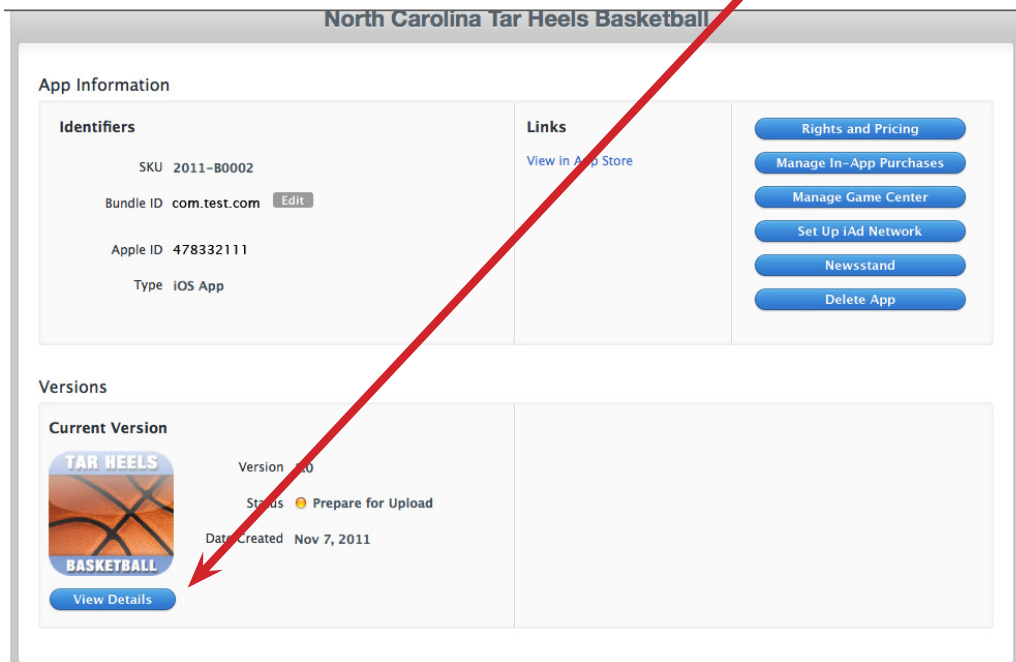 North Carolina Tar Heels Basketball
App Information
Identifiers
SKU 2011-B0002
Bundle ID com.test.com Edit
Apple ID 478332111
Type iOS App
Links
View in App Store
Rights and Pricing
Manage In-App Purchases
Manage Game Center
Set Up iAd Network
Newsstand
Delete App
Versions
Current Version
TAR HEELS
BASKETBALL
Version
Status Prepare for Upload
Date Created Nov 7, 2011
View Details